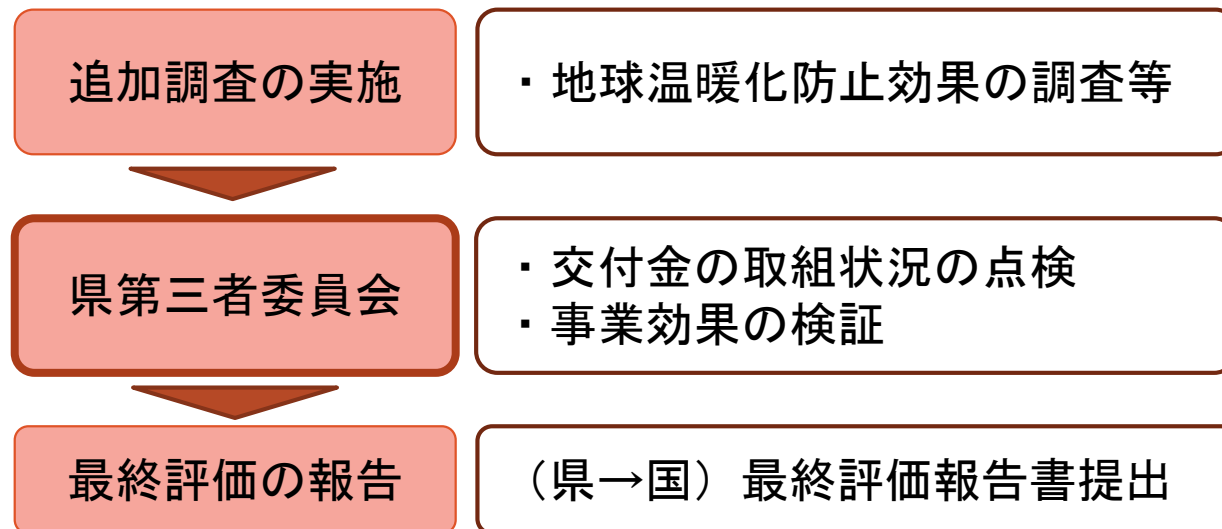 追加調査の実施
・地球温暖化防止効果の調査等
県第三者委員会
・交付金の取組状況の点検
・事業効果の検証
最終評価の報告
（県→国）最終評価報告書提出